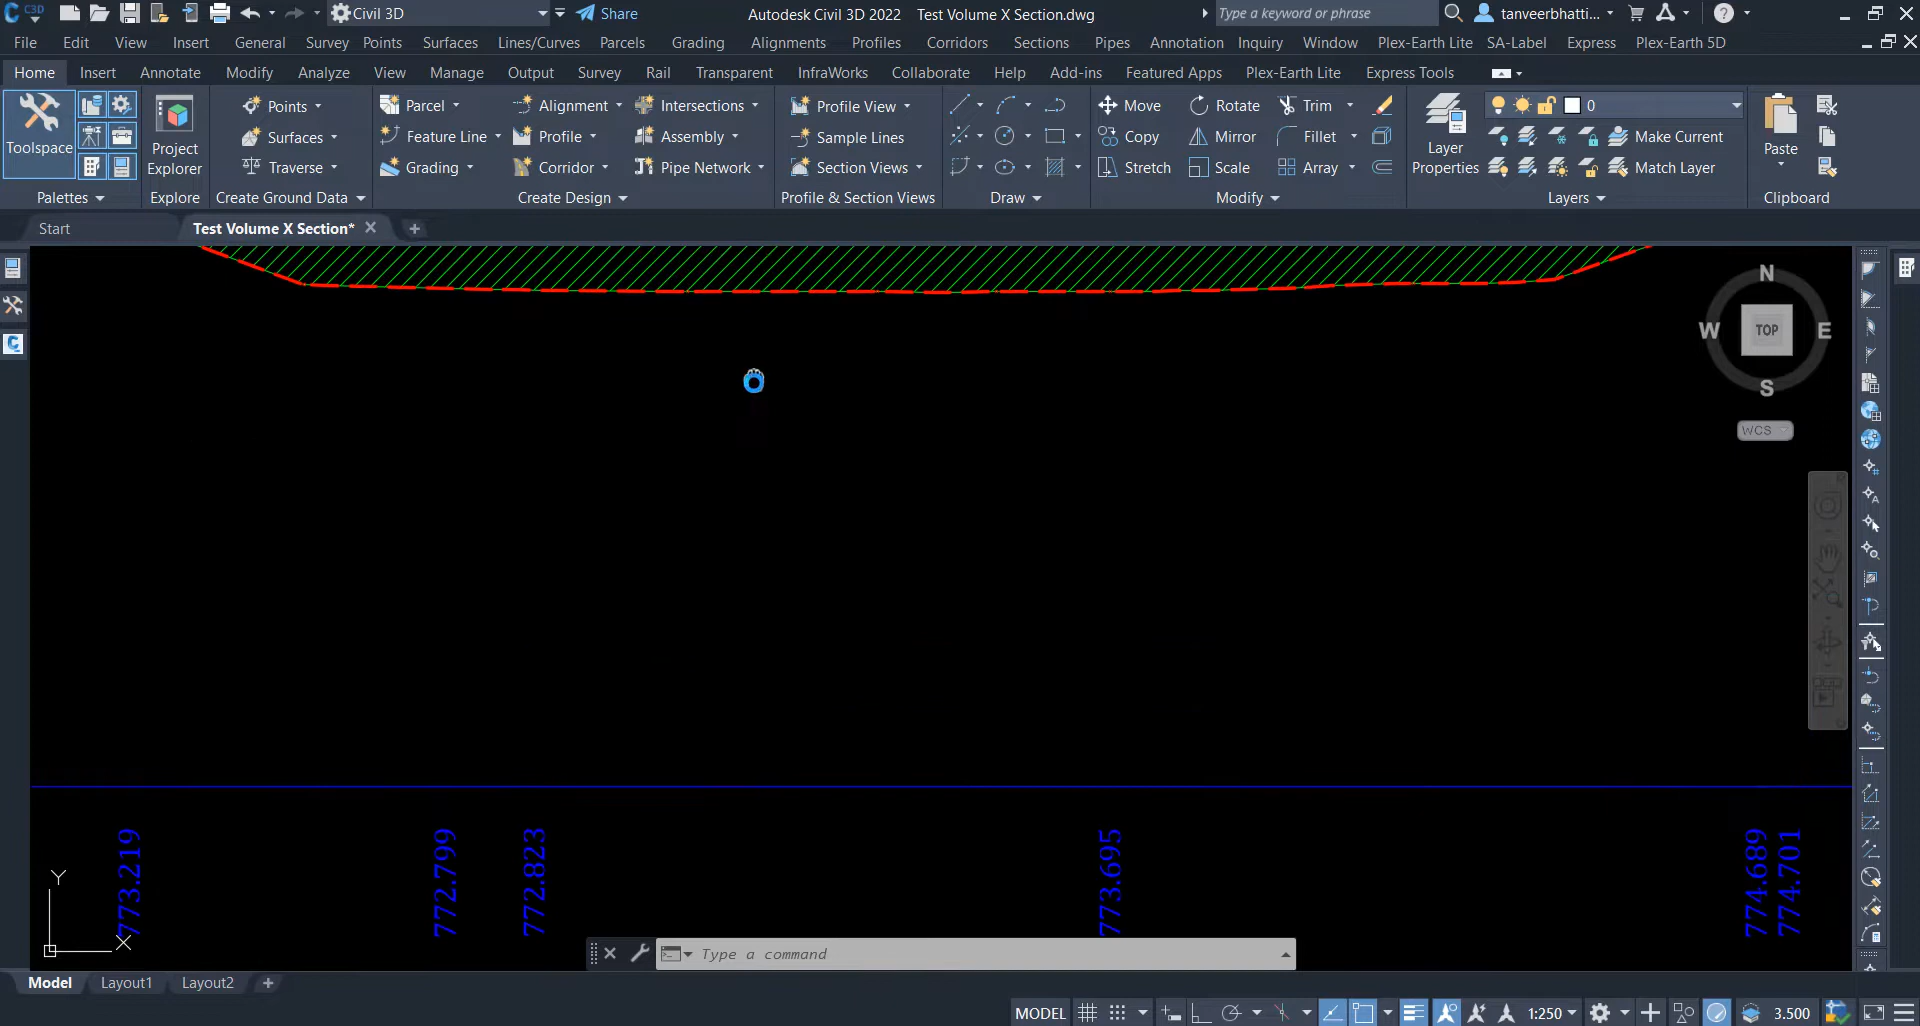 C3D Civil 3D Share Autodesk Civil 3D 2022 Test Volume X Section.dwg Type a keyword or phrase tanveerbhatti...
File Edit View Insert General Survey Points Surfaces Lines/Curves Parcels Grading Alignments Profiles Corridors Sections Pipes Annotation Inquiry Window Plex-Earth Lite SA-Label Express Plex-Earth 5D
Home Insert Annotate Modify Analyze View Manage Output Survey Rail Transparent InfraWorks Collaborate Help Add-ins Featured Apps Plex-Earth Lite Express Tools
Points Parcel Alignment Intersections Profile View Move Rotate Trim 0
Surfaces Feature Line Profile Assembly Sample Lines Copy Mirror Fillet Make Current
Toolspace Project Explorer Layer Properties Paste
Traverse Grading Corridor Pipe Network Section Views Stretch Scale Array Match Layer
Palettes Explore Create Ground Data Create Design Profile & Section Views Draw Modify Layers Clipboard
Start Test Volume X Section*
N
W TOP E
S
WCS
773.219 772.799 772.823 773.695 774.689 774.701
Y
X
Type a command
Model Layout1 Layout2
MODEL 1:250 3.500